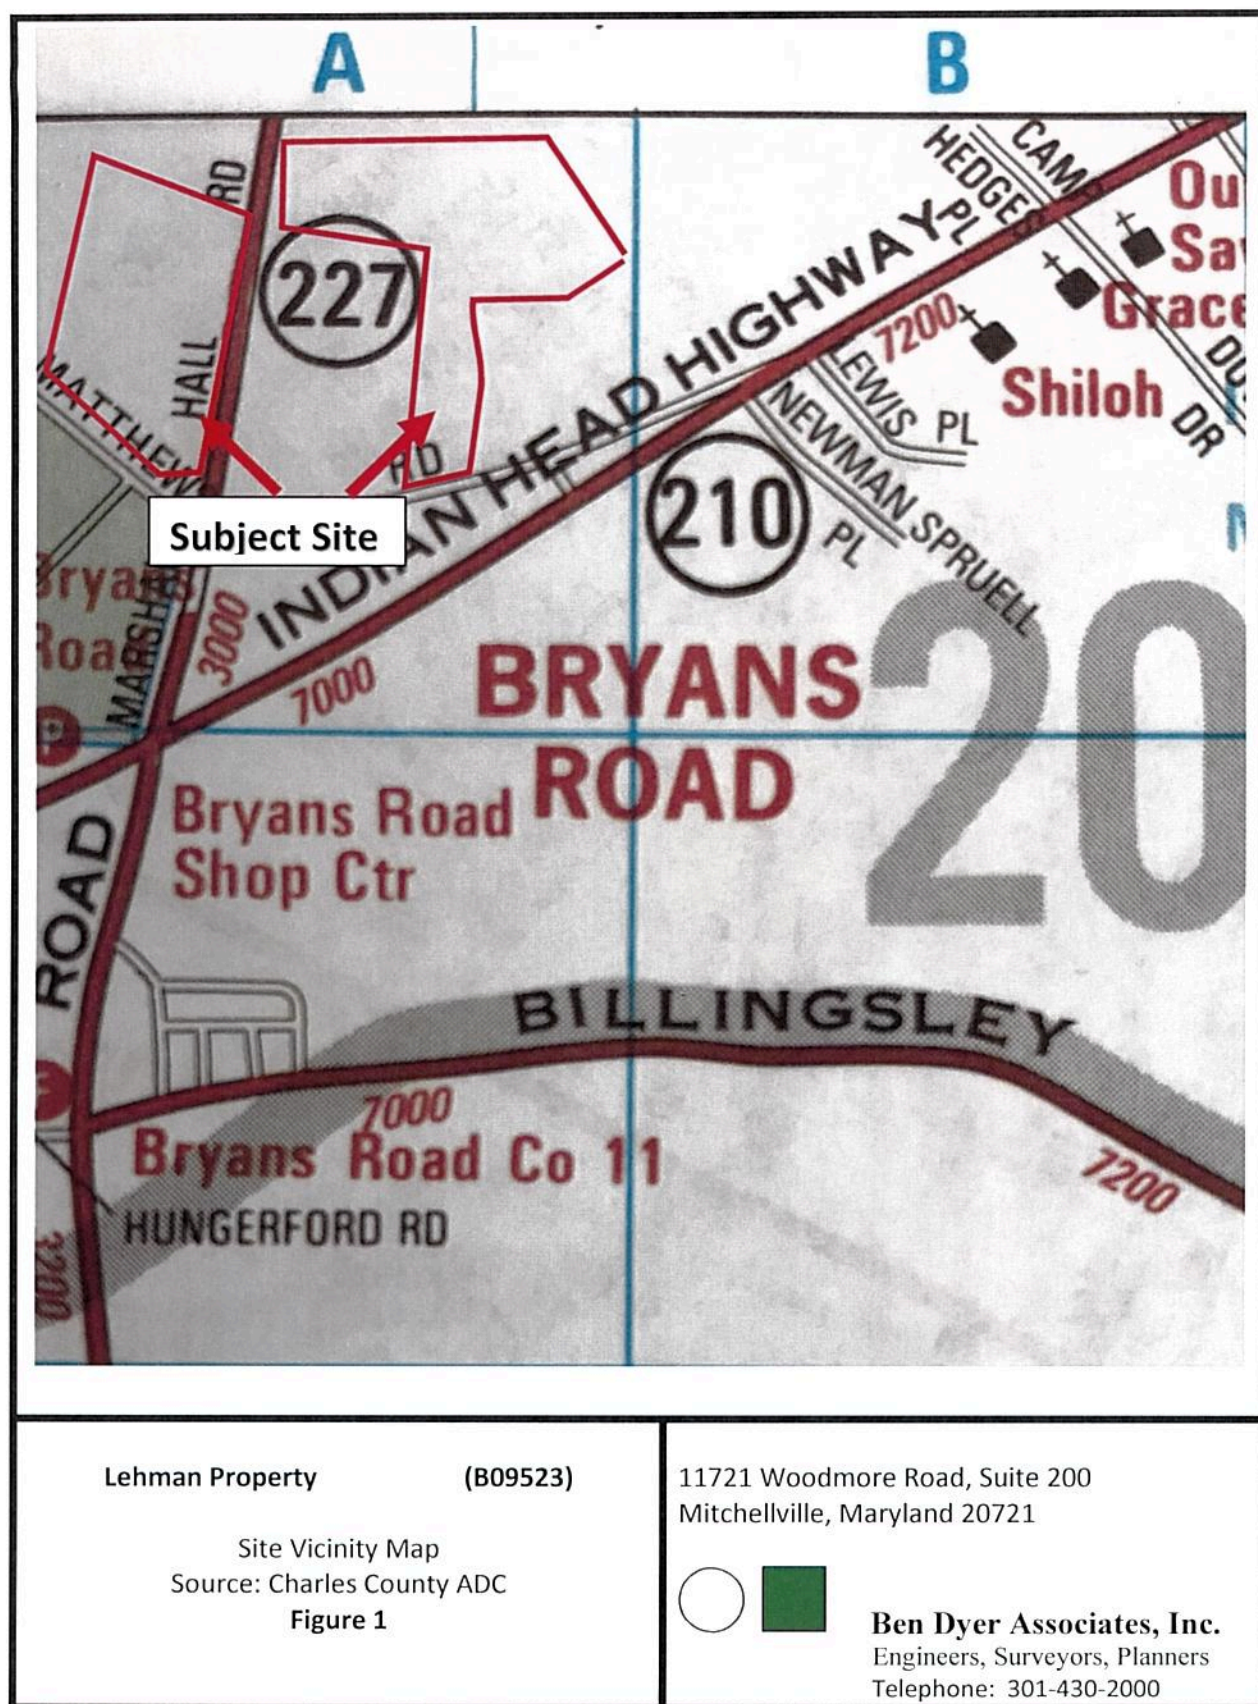 A
B
CAMP
HEDGES PL
RD
Ou
Sa
Grace
227
INDIAN HEAD HIGHWAY
7200
HALL
MATTHEW
LEWIS PL
Shiloh
DR
NEWMAN SPRUELL PL
RD
210
Subject Site
Bryans
Road
MARSHA
3000
7000
20
BRYANS
ROAD
P
Bryans Road
Shop Ctr
ROAD
BILLINGSLEY
7000
Bryans Road Co 11
7200
HUNGERFORD RD
3200
Lehman Property (B09523)
Site Vicinity Map
Source: Charles County ADC
Figure 1
11721 Woodmore Road, Suite 200
Mitchellville, Maryland 20721
Ben Dyer Associates, Inc.
Engineers, Surveyors, Planners
Telephone: 301-430-2000